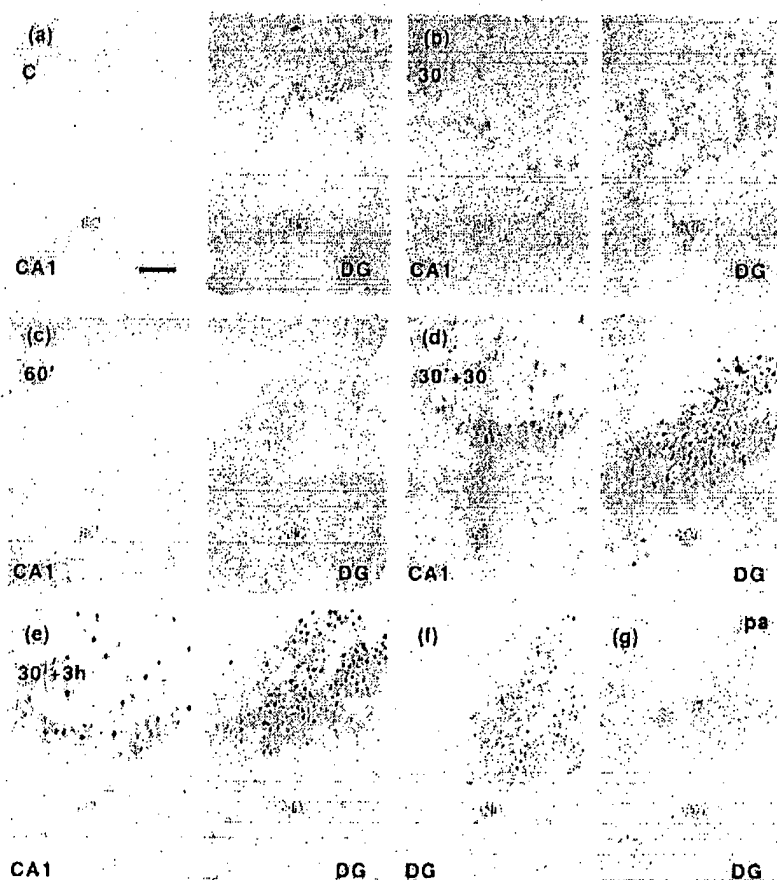 (a)
C
CA1
DG
(b)
30'
CA1
DG
(c)
60'
CA1
DG
(d)
30'+30
CA1
DG
(e)
30'+3h
CA1
DG
(f)
DG
(g)
pa
DG